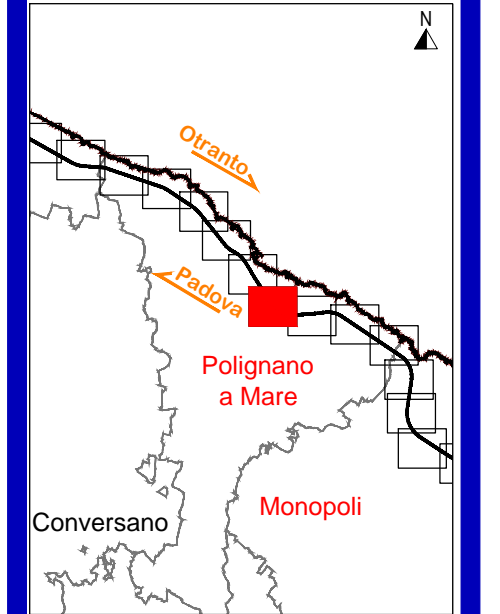 N
Otranto
Padova
Polignano
a Mare
Monopoli
Conversano